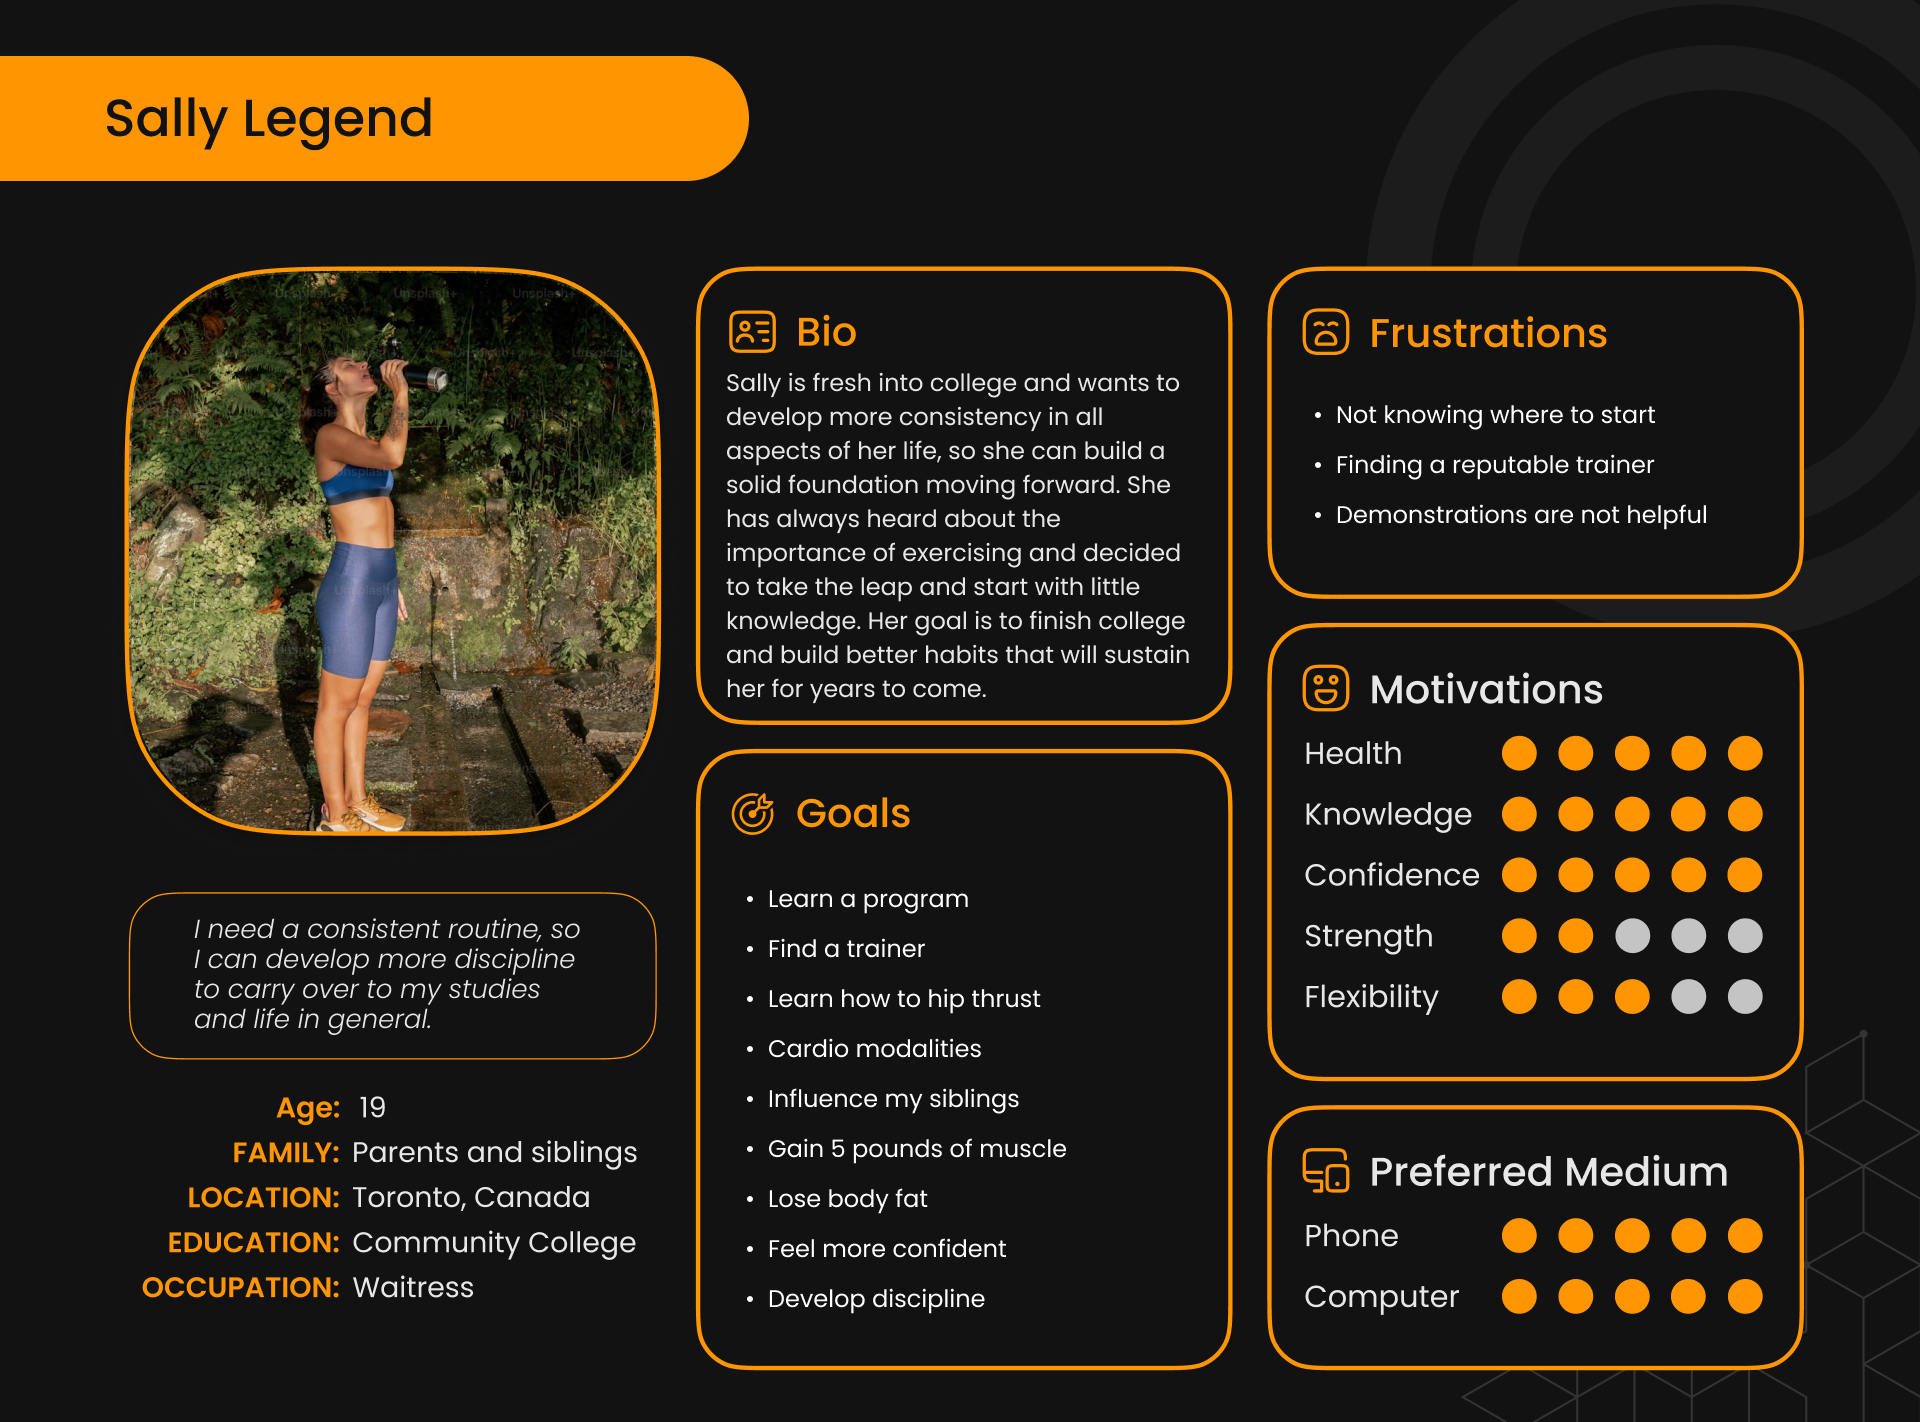 Sally Legend
Unsplash+
I need a consistent routine, so
I can develop more discipline
to carry over to my studies
and life in general.
Age: 19
FAMILY: Parents and siblings
LOCATION: Toronto, Canada
EDUCATION: Community College
OCCUPATION: Waitress
Bio
Sally is fresh into college and wants to
develop more consistency in all
aspects of her life, so she can build a
solid foundation moving forward. She
has always heard about the
importance of exercising and decided
to take the leap and start with little
knowledge. Her goal is to finish college
and build better habits that will sustain
her for years to come.
Goals
• Learn a program
• Find a trainer
• Learn how to hip thrust
• Cardio modalities
• Influence my siblings
• Gain 5 pounds of muscle
• Lose body fat
• Feel more confident
• Develop discipline
Frustrations
• Not knowing where to start
• Finding a reputable trainer
• Demonstrations are not helpful
Motivations
Health
Knowledge
Confidence
Strength
Flexibility
Preferred Medium
Phone
Computer